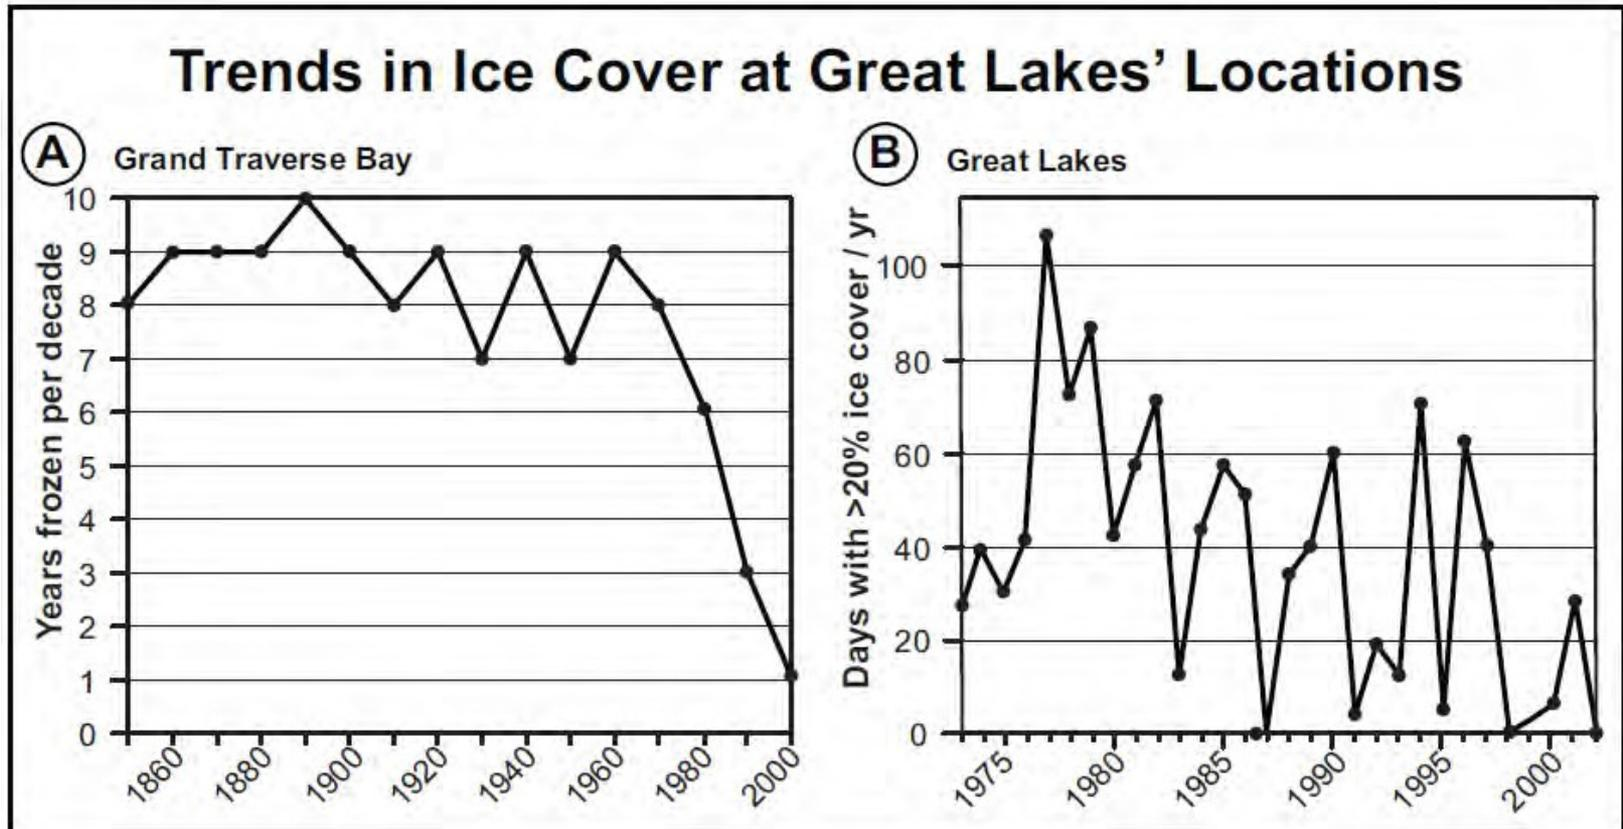 Trends in Ice Cover at Great Lakes' Locations
A Grand Traverse Bay
Years frozen per decade
10
9
8
7
6
5
4
3
2
1
0
1860 1880 1900 1920 1940 1960 1980 2000
B Great Lakes
Days with >20% ice cover / yr
100
80
60
40
20
0
1975 1980 1985 1990 1995 2000